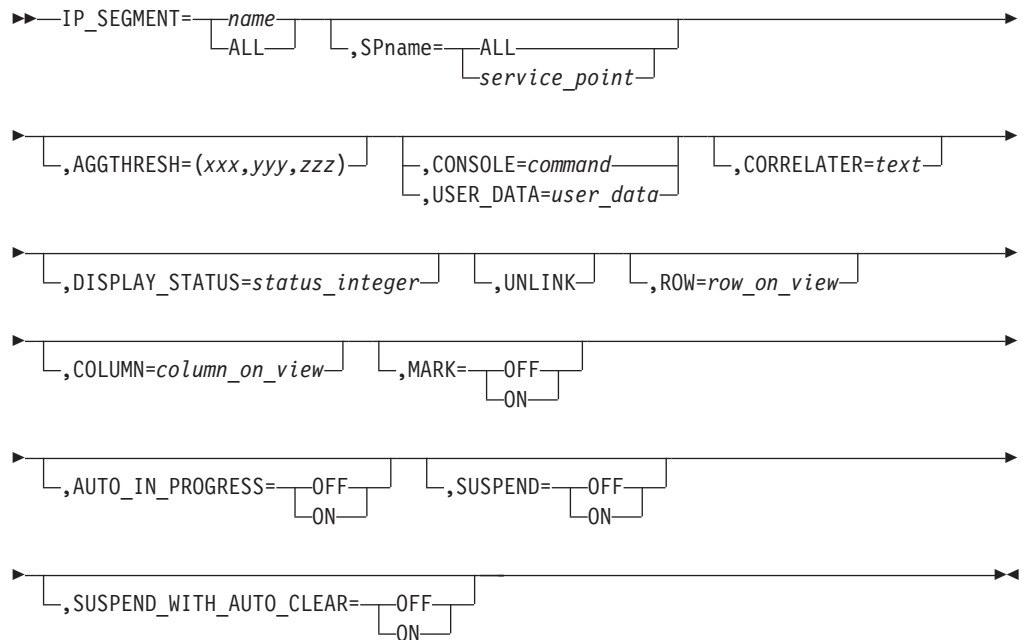 IP_SEGMENT= name
ALL
,SPname= ALL
service_point
,AGGTHRESH=(xxx,yyy,zzz)
,CONSOLE=command
,USER_DATA=user_data
,CORRELATER=text
,DISPLAY_STATUS=status_integer
,UNLINK
,ROW=row_on_view
,COLUMN=column_on_view
,MARK= OFF
ON
,AUTO_IN_PROGRESS= OFF
ON
,SUSPEND= OFF
ON
,SUSPEND_WITH_AUTO_CLEAR= OFF
ON